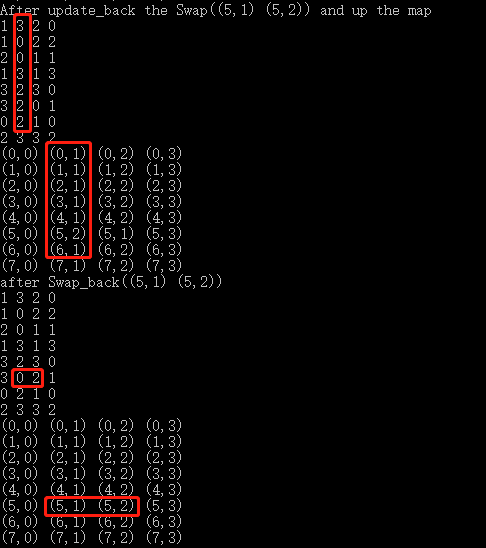 After update_back the Swap((5,1) (5,2)) and up the map
1 3 2 0
1 0 2 2
2 0 1 1
1 3 1 3
3 2 3 0
3 2 0 1
0 2 1 0
2 3 3 2
(0,0) (0,1) (0,2) (0,3)
(1,0) (1,1) (1,2) (1,3)
(2,0) (2,1) (2,2) (2,3)
(3,0) (3,1) (3,2) (3,3)
(4,0) (4,1) (4,2) (4,3)
(5,0) (5,2) (5,1) (5,3)
(6,0) (6,1) (6,2) (6,3)
(7,0) (7,1) (7,2) (7,3)
after Swap_back((5,1) (5,2))
1 3 2 0
1 0 2 2
2 0 1 1
1 3 1 3
3 2 3 0
3 0 2 1
0 2 1 0
2 3 3 2
(0,0) (0,1) (0,2) (0,3)
(1,0) (1,1) (1,2) (1,3)
(2,0) (2,1) (2,2) (2,3)
(3,0) (3,1) (3,2) (3,3)
(4,0) (4,1) (4,2) (4,3)
(5,0) (5,1) (5,2) (5,3)
(6,0) (6,1) (6,2) (6,3)
(7,0) (7,1) (7,2) (7,3)